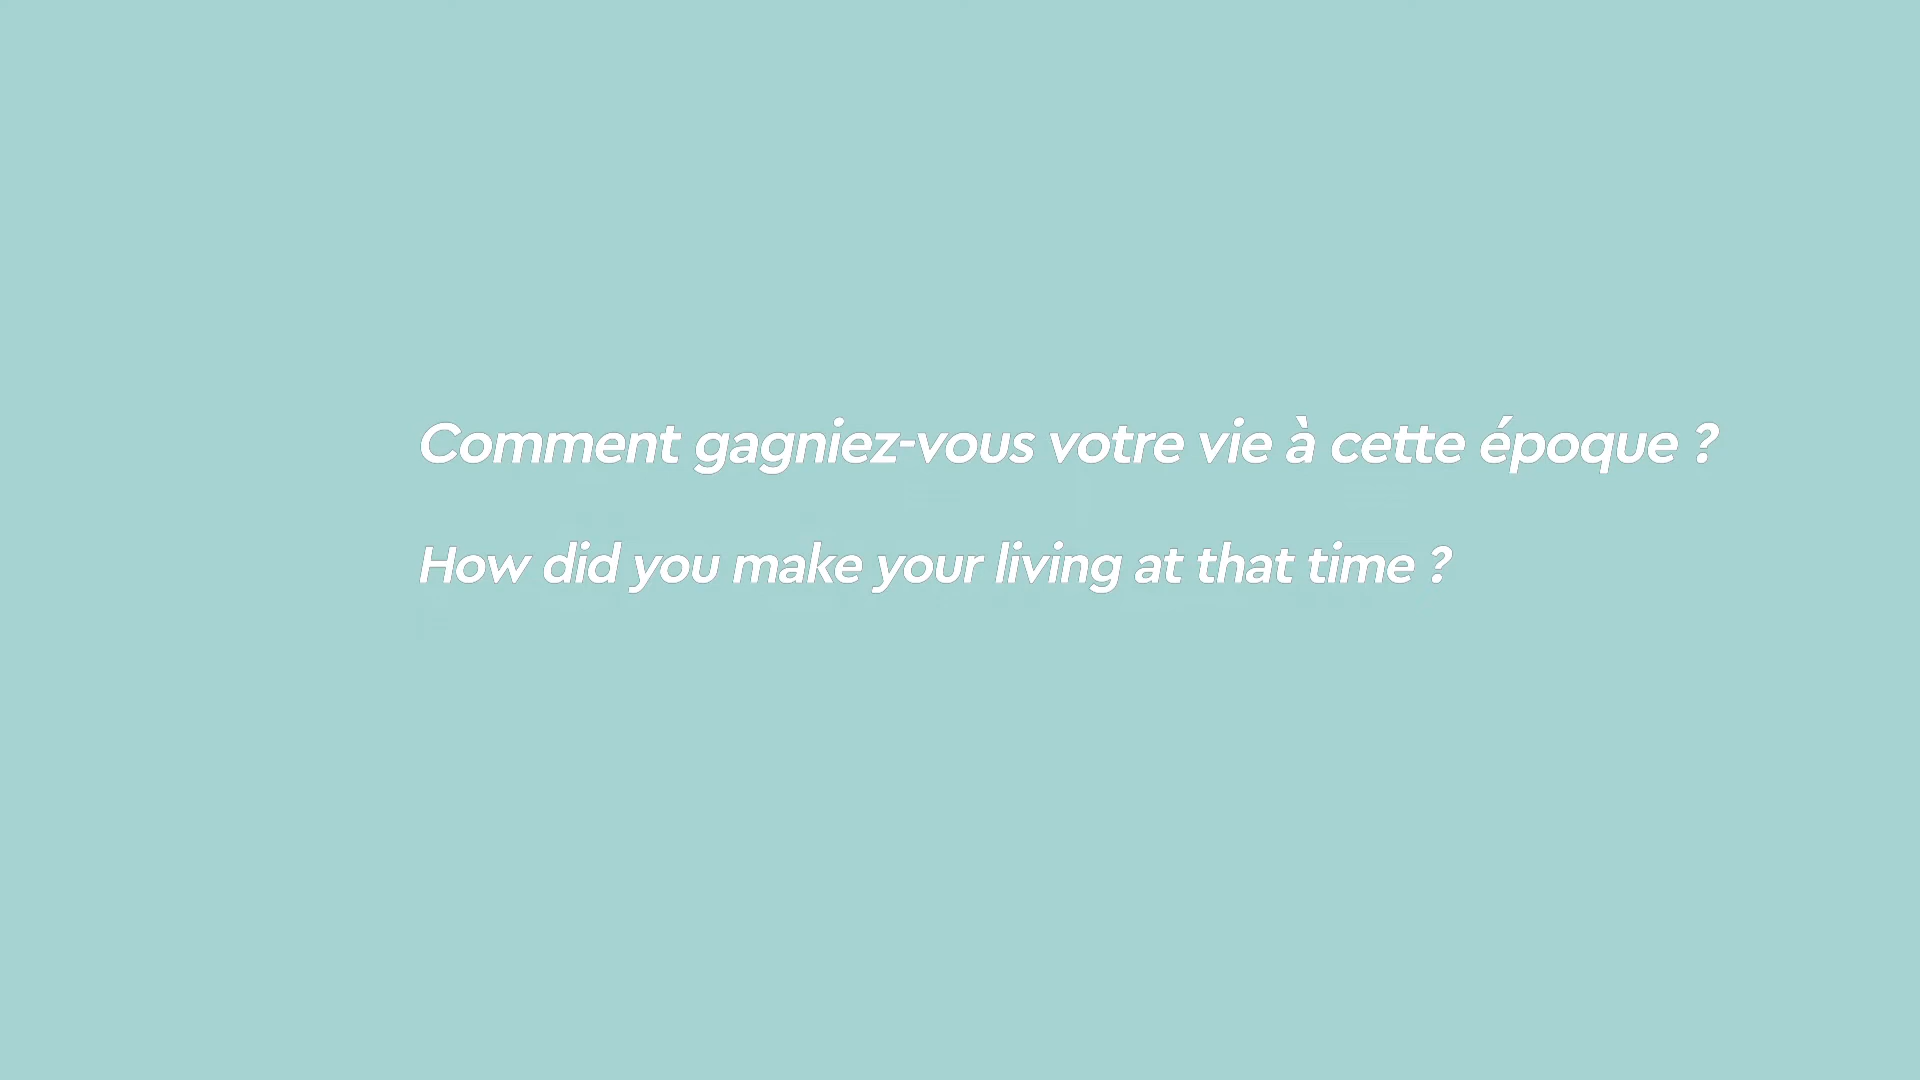 Comment gagniez-vous votre vie à cette époque ?
How did you make your living at that time ?